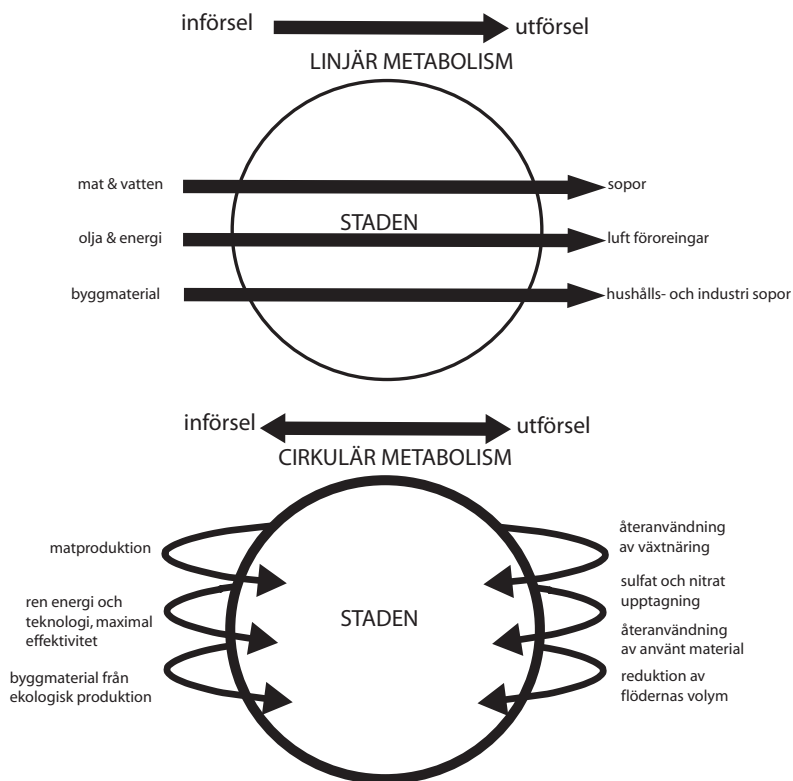 införsel
utförsel
LINJÄR METABOLISM
mat & vatten
sopor
STADEN
olja & energi
luft föroreingar
byggmaterial
hushålls- och industri sopor
införsel
utförsel
CIRKULÄR METABOLISM
matproduktion
ren energi och
teknologi, maximal
effektivitet
byggmaterial från
ekologisk produktion
STADEN
återanvändning
av växtnäring
sulfat och nitrat
upptagning
återanvändning
av använt material
reduktion av
flödernas volym